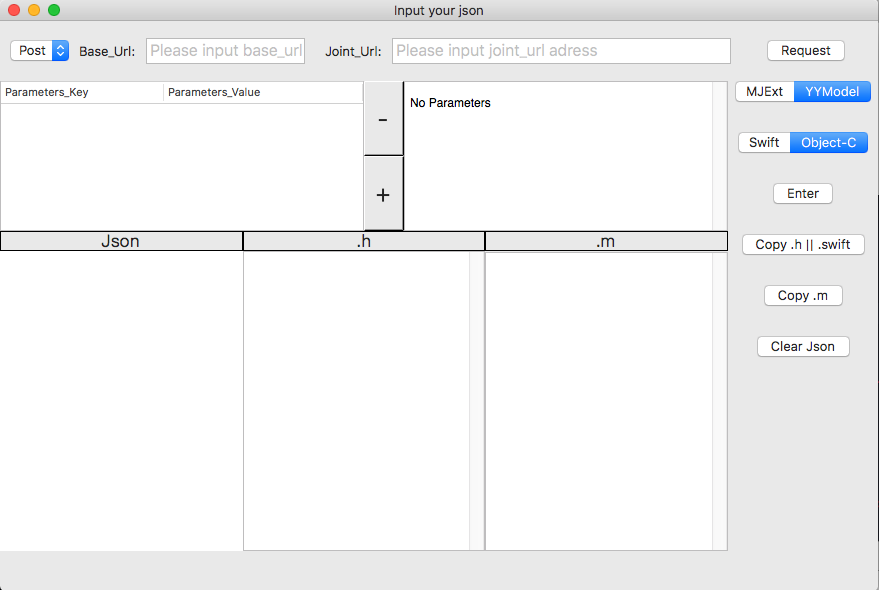 Input your json
Post Base_Url: Please input base_url Joint_Url: Please input joint_url adress Request
Parameters_Key Parameters_Value - No Parameters MJExt YYModel
Swift Object-C
+ Enter
Json .h .m Copy .h || .swift
Copy .m
Clear Json